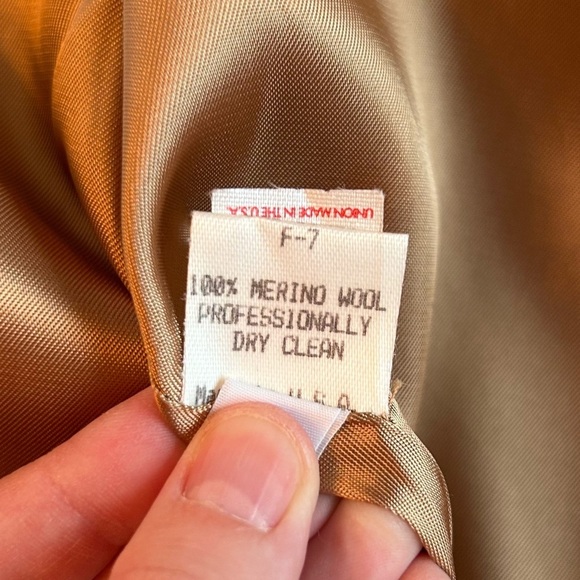 UNION MADE IN THE U.S.A.
F-7
100% MERINO WOOL
PROFESSIONALLY
DRY CLEAN
U.S.A